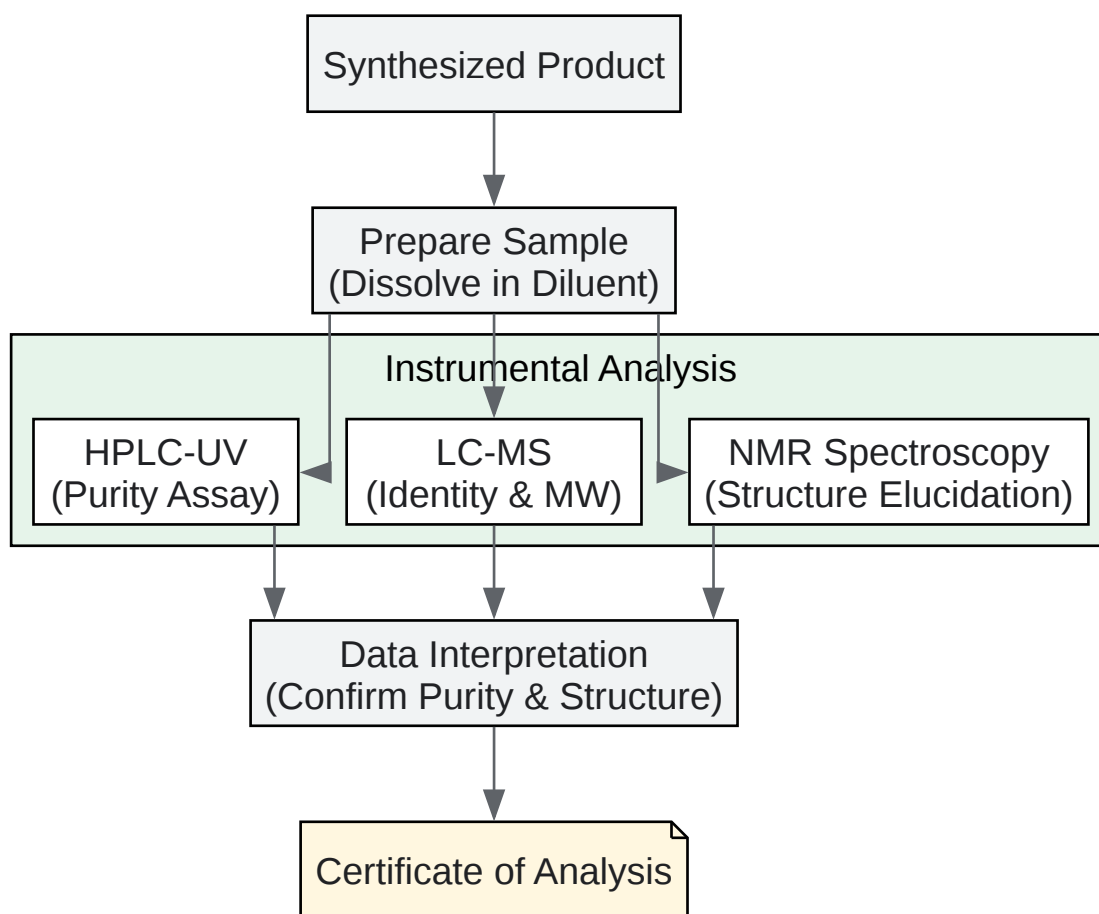 Synthesized Product
Prepare Sample
(Dissolve in Diluent)
Instrumental Analysis
HPLC-UV
(Purity Assay)
LC-MS
(Identity & MW)
NMR Spectroscopy
(Structure Elucidation)
Data Interpretation
(Confirm Purity & Structure)
Certificate of Analysis